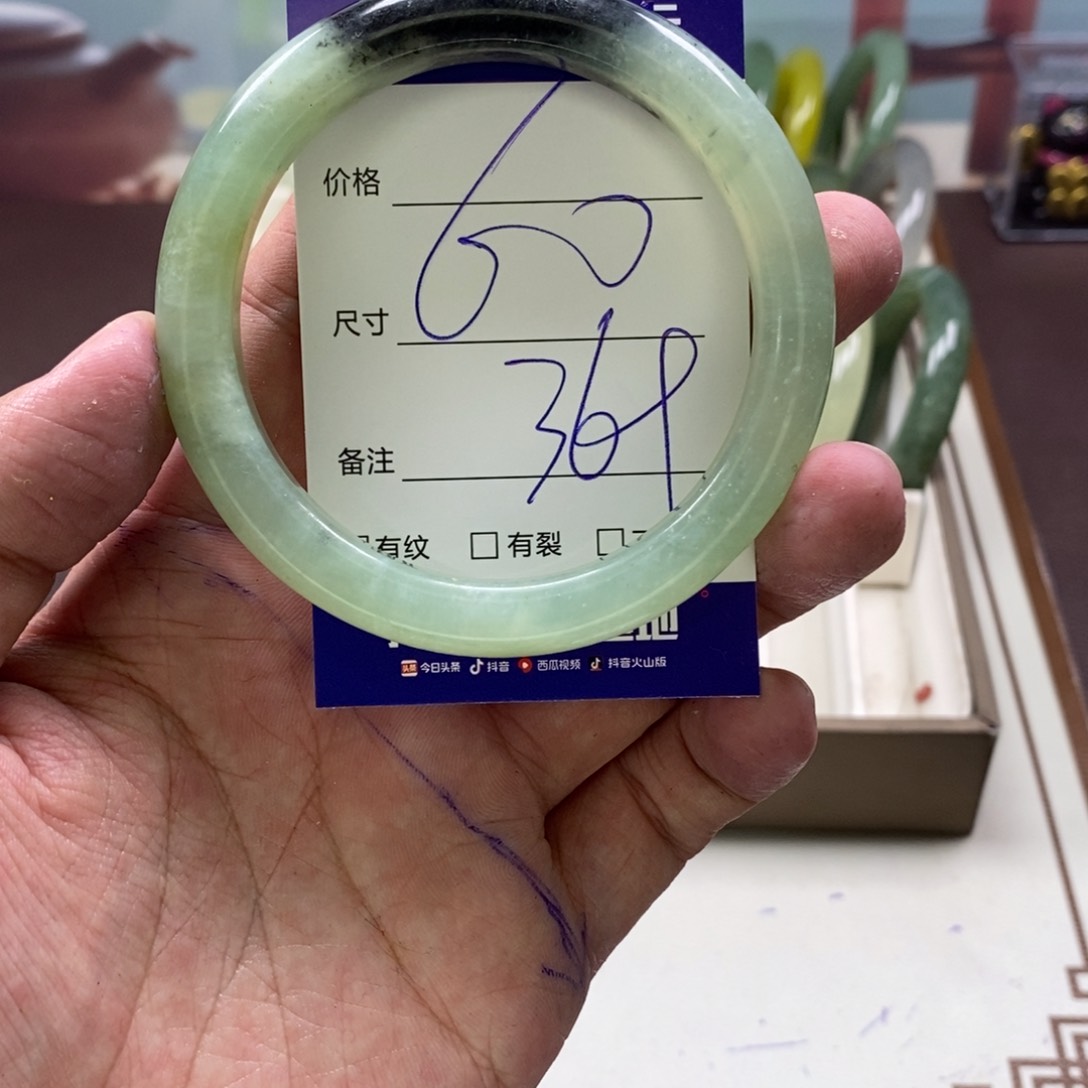 价格
60
尺寸
369
备注
有纹 □ 有裂 □
今日头条 抖音 西瓜视频 抖音火山版